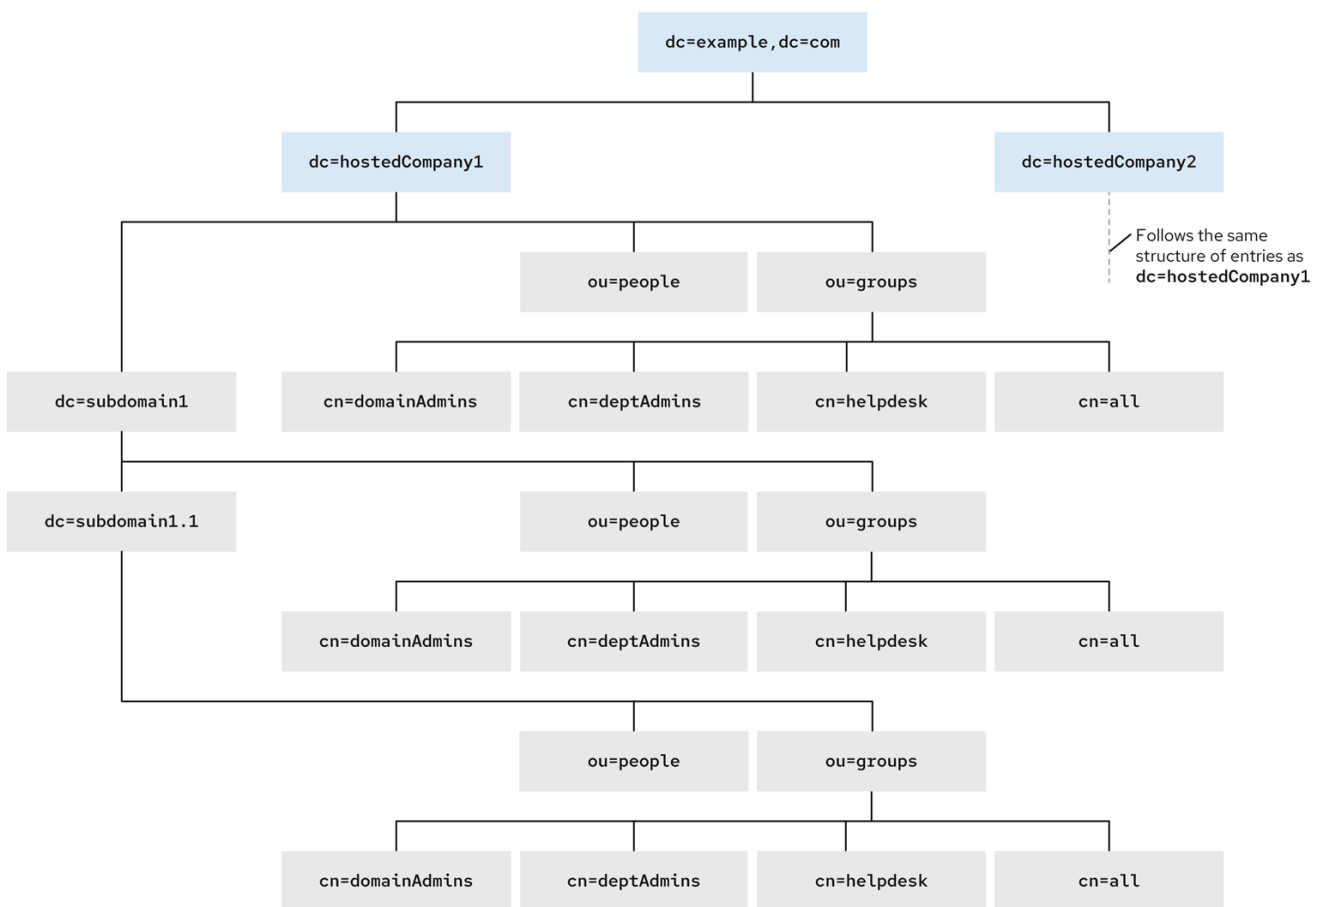 dc=example,dc=com
dc=hostedCompany1
dc=hostedCompany2
Follows the same
structure of entries as
dc=hostedCompany1
ou=people
ou=groups
dc=subdomain1
cn=domainAdmins
cn=deptAdmins
cn=helpdesk
cn=all
dc=subdomain1.1
ou=people
ou=groups
cn=domainAdmins
cn=deptAdmins
cn=helpdesk
cn=all
ou=people
ou=groups
cn=domainAdmins
cn=deptAdmins
cn=helpdesk
cn=all